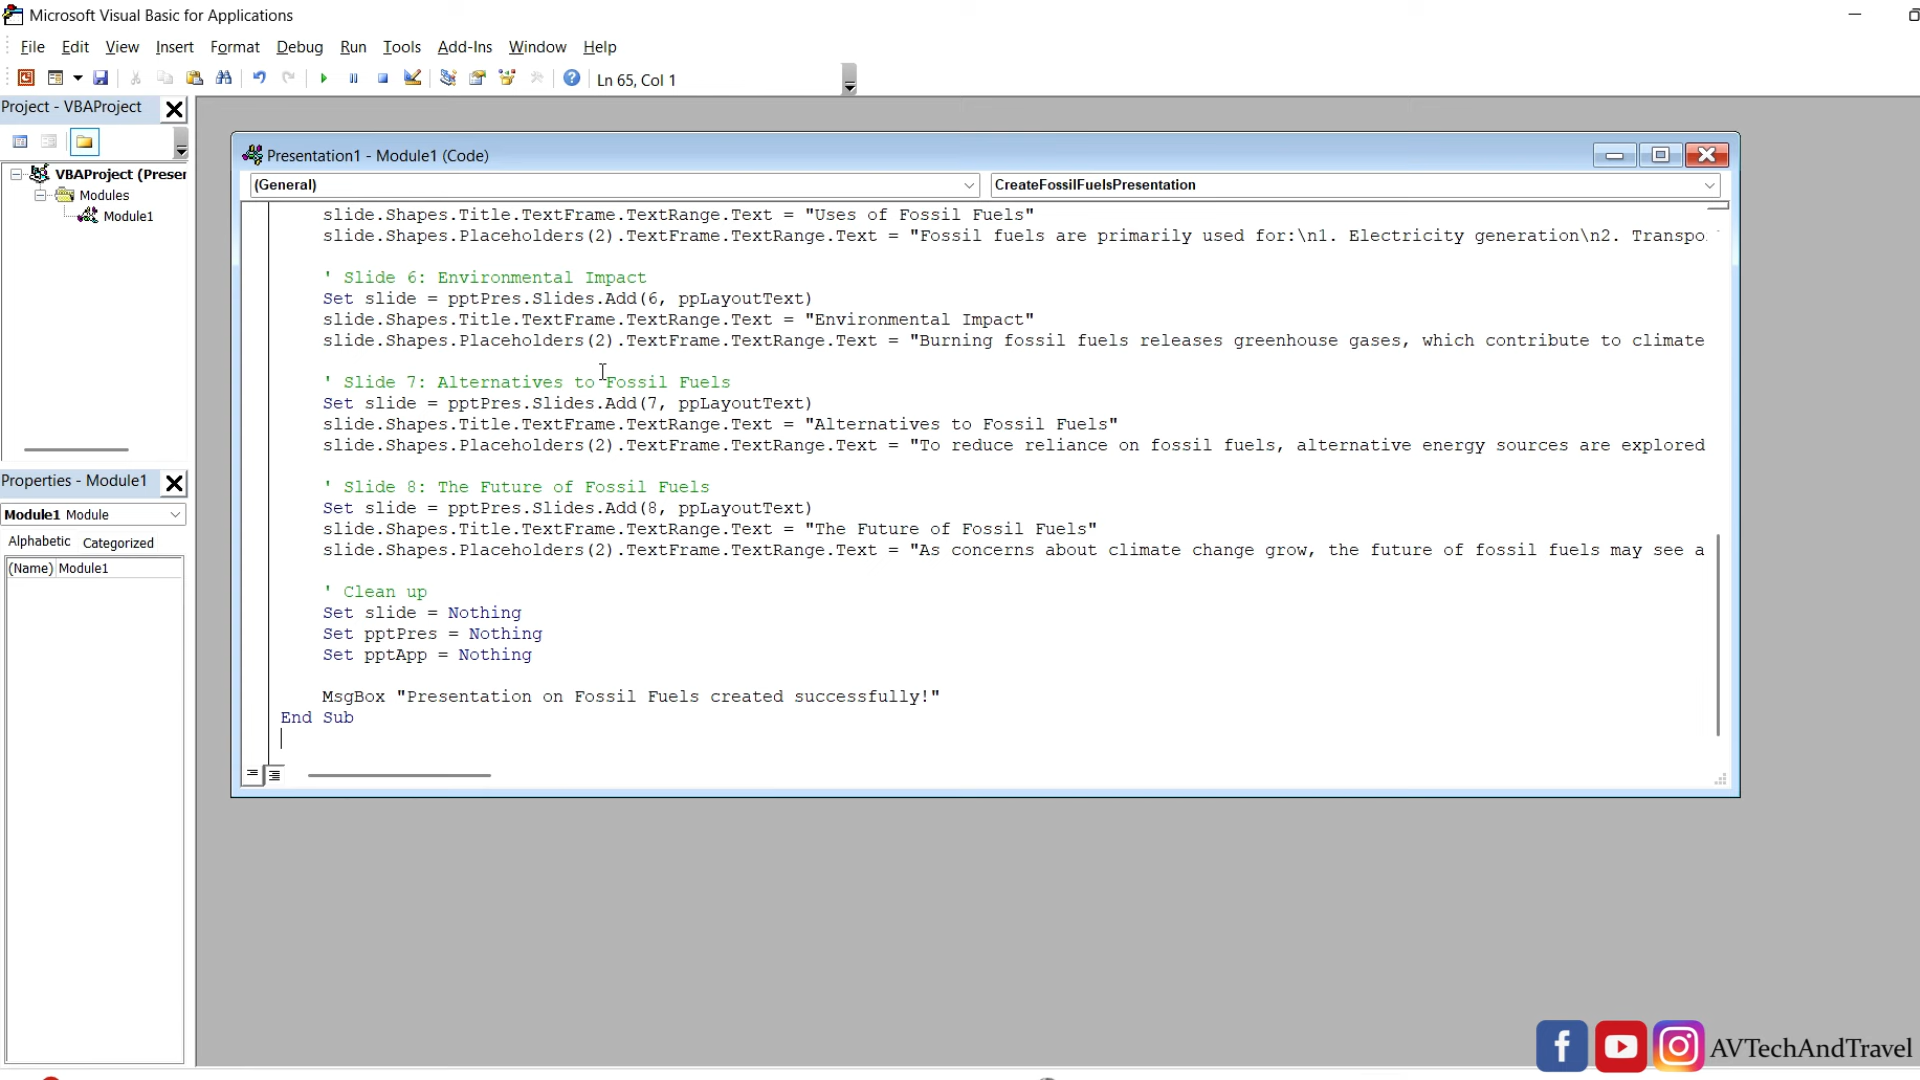 Microsoft Visual Basic for Applications
File Edit View Insert Format Debug Run Tools Add-Ins Window Help
Ln 65, Col 1
Project - VBAProject
VBAProject (Preser
Modules
Module1
Properties - Module1
Module1 Module
Alphabetic Categorized
(Name) Module1
Presentation1 - Module1 (Code)
(General) CreateFossilFuelsPresentation
slide.Shapes.Title.TextFrame.TextRange.Text = "Uses of Fossil Fuels"
slide.Shapes.Placeholders(2).TextFrame.TextRange.Text = "Fossil fuels are primarily used for:\n1. Electricity generation\n2. Transpo
' Slide 6: Environmental Impact
Set slide = pptPres.Slides.Add(6, ppLayoutText)
slide.Shapes.Title.TextFrame.TextRange.Text = "Environmental Impact"
slide.Shapes.Placeholders(2).TextFrame.TextRange.Text = "Burning fossil fuels releases greenhouse gases, which contribute to climate
' Slide 7: Alternatives to Fossil Fuels
Set slide = pptPres.Slides.Add(7, ppLayoutText)
slide.Shapes.Title.TextFrame.TextRange.Text = "Alternatives to Fossil Fuels"
slide.Shapes.Placeholders(2).TextFrame.TextRange.Text = "To reduce reliance on fossil fuels, alternative energy sources are explored
' Slide 8: The Future of Fossil Fuels
Set slide = pptPres.Slides.Add(8, ppLayoutText)
slide.Shapes.Title.TextFrame.TextRange.Text = "The Future of Fossil Fuels"
slide.Shapes.Placeholders(2).TextFrame.TextRange.Text = "As concerns about climate change grow, the future of fossil fuels may see a
' Clean up
Set slide = Nothing
Set pptPres = Nothing
Set pptApp = Nothing
MsgBox "Presentation on Fossil Fuels created successfully!"
End Sub
AVTechAndTravel